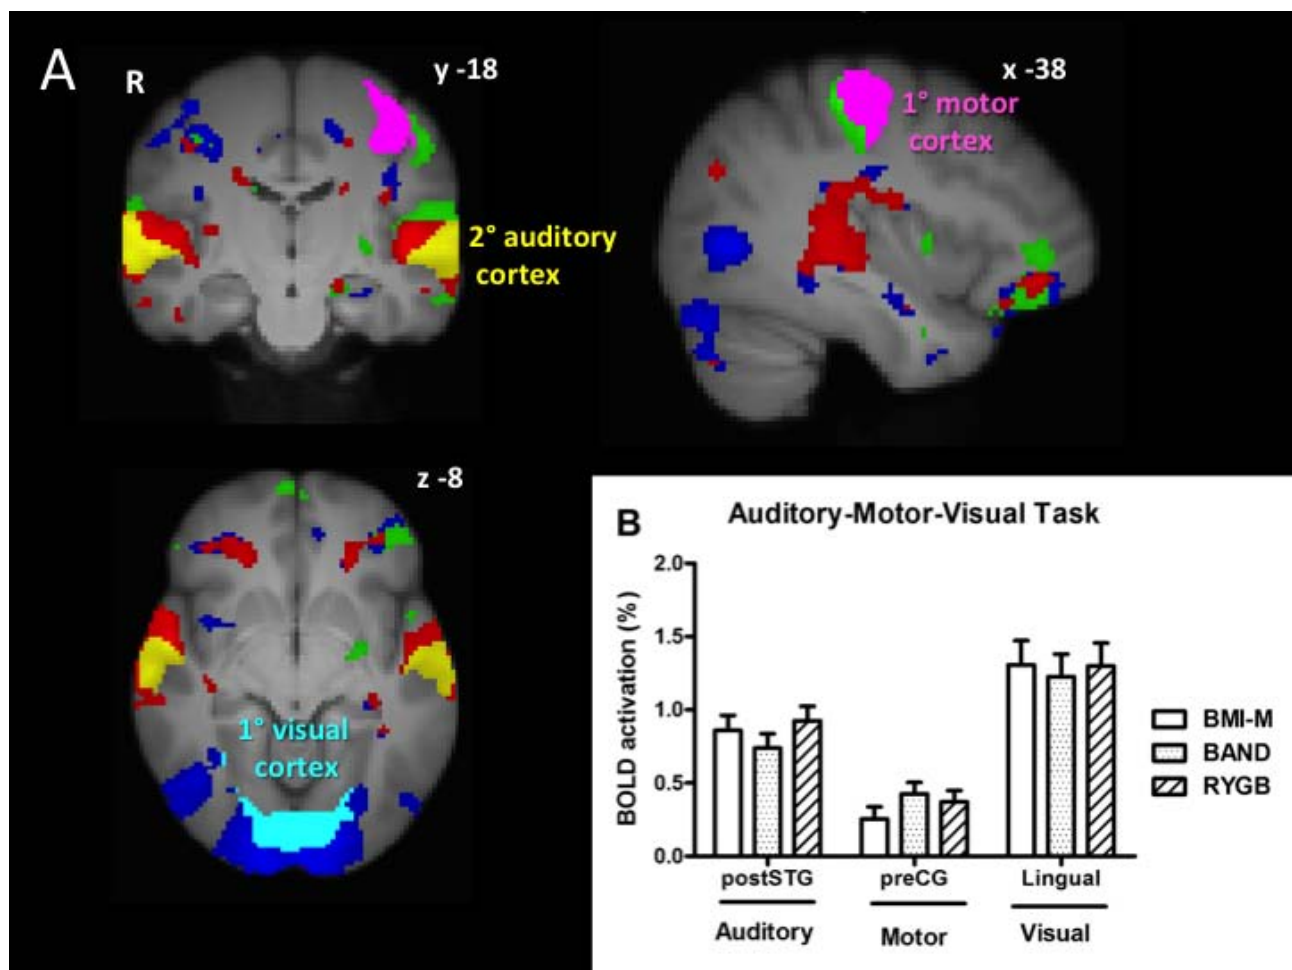 A
R
y -18
x -38
1° motor
cortex
2° auditory
cortex
z -8
1° visual
cortex
B
Auditory-Motor-Visual Task
BOLD activation (%)
2.0
1.5
1.0
0.5
0.0
postSTG
preCG
Lingual
Auditory
Motor
Visual
BMI-M
BAND
RYGB